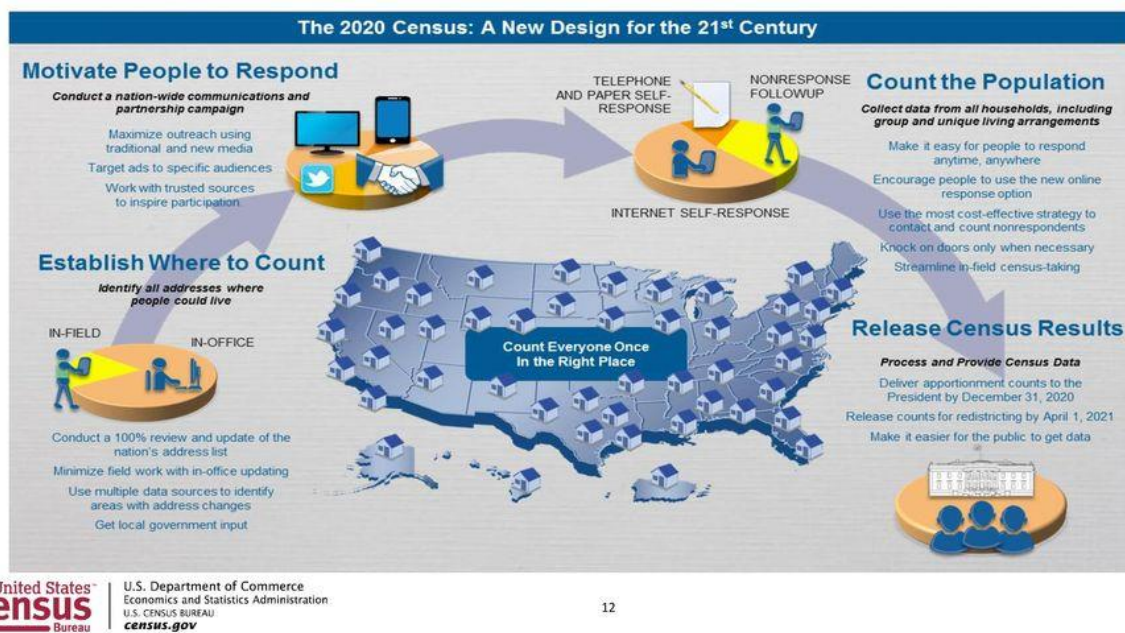 The 2020 Census: A New Design for the 21st Century
Motivate People to Respond
Conduct a nation-wide communications and
partnership campaign
Maximize outreach using
traditional and new media
Target ads to specific audiences
Work with trusted sources
to inspire participation
TELEPHONE
AND PAPER SELF-
RESPONSE
NONRESPONSE
FOLLOWUP
INTERNET SELF-RESPONSE
Count the Population
Collect data from all households, including
group and unique living arrangements
Make it easy for people to respond
anytime, anywhere
Encourage people to use the new online
response option
Use the most cost-effective strategy to
contact and count nonrespondents
Knock on doors only when necessary
Streamline in-field census-taking
Establish Where to Count
Identify all addresses where
people could live
IN-FIELD
IN-OFFICE
Conduct a 100% review and update of the
nation's address list
Minimize field work with in-office updating
Use multiple data sources to identify
areas with address changes
Get local government input
Count Everyone Once
In the Right Place
Release Census Results
Process and Provide Census Data
Deliver apportionment counts to the
President by December 31, 2020
Release counts for redistricting by April 1, 2021
Make it easier for the public to get data
United States™
ensus
Bureau
U.S. Department of Commerce
Economics and Statistics Administration
U.S. CENSUS BUREAU
census.gov
12